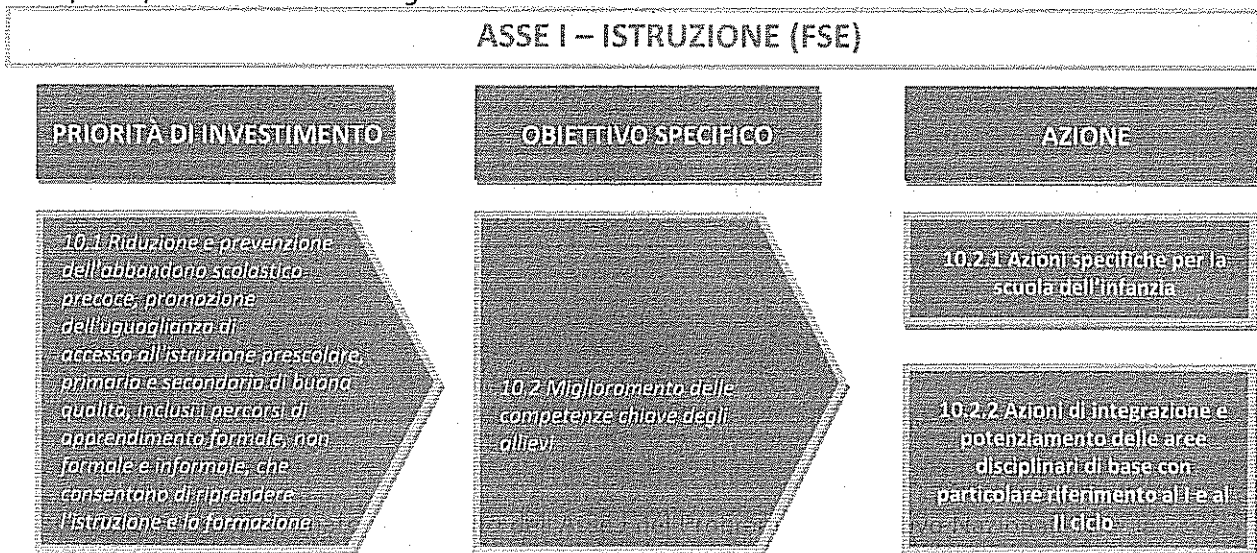 ASSE I – ISTRUZIONE (FSE)
PRIORITÀ DI INVESTIMENTO
OBIETTIVO SPECIFICO
AZIONE
10.1 Riduzione e prevenzione
dell'abbandono scolastico
precoce, promozione
dell'uguaglianza di
accesso all'istruzione prescolare,
primaria e secondaria di buona
qualità, inclusi percorsi di
apprendimento formale, non
formale e informale, che
consentano di riprendere
l'istruzione e la formazione
10.2 Miglioramento delle
competenze chiave degli
allievi
10.2.1 Azioni specifiche per la
scuola dell'infanzia
10.2.2 Azioni di integrazione e
potenziamento delle aree
disciplinari di base con
particolare riferimento al I e al
II ciclo